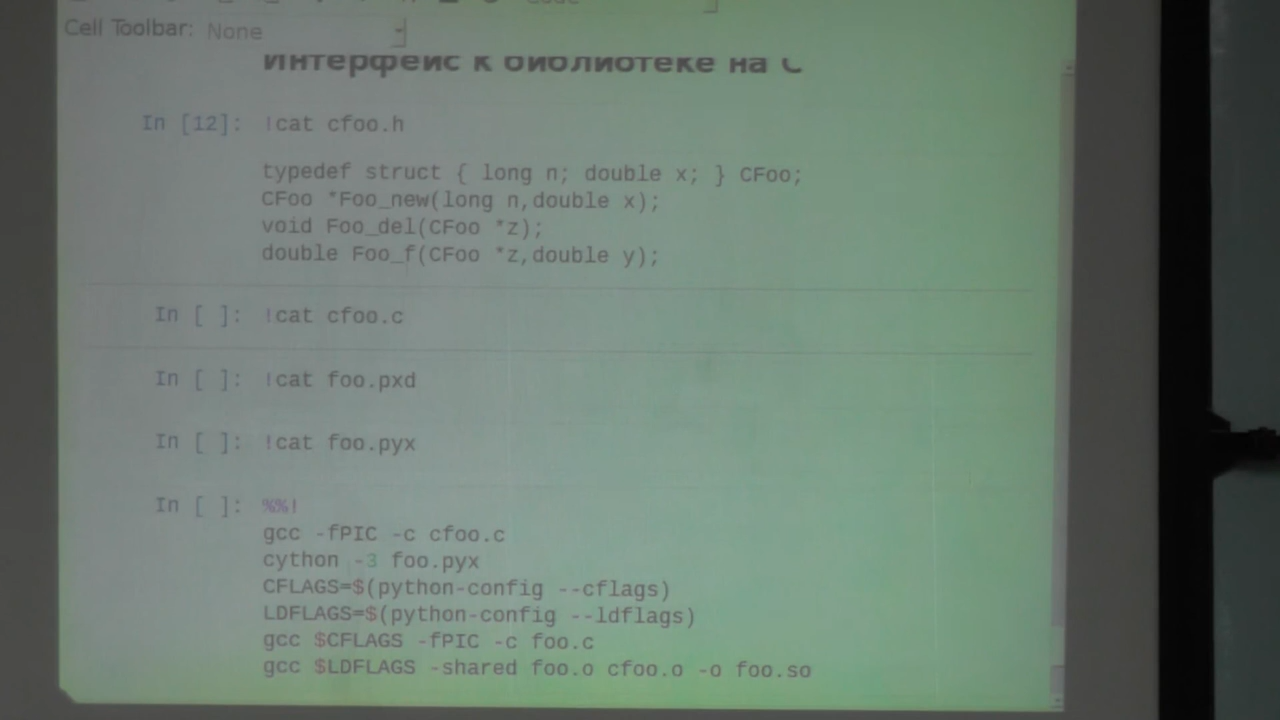 Cell Toolbar: None
Интерфейс к библиотеке на C
In [12]: !cat cfoo.h
typedef struct { long n; double x; } CFoo;
CFoo *Foo_new(long n,double x);
void Foo_del(CFoo *z);
double Foo_f(CFoo *z,double y);
In [ ]: !cat cfoo.c
In [ ]: !cat foo.pxd
In [ ]: !cat foo.pyx
In [ ]: %%!
gcc -fPIC -c cfoo.c
cython -3 foo.pyx
CFLAGS=$(python-config --cflags)
LDFLAGS=$(python-config --ldflags)
gcc $CFLAGS -fPIC -c foo.c
gcc $LDFLAGS -shared foo.o cfoo.o -o foo.so